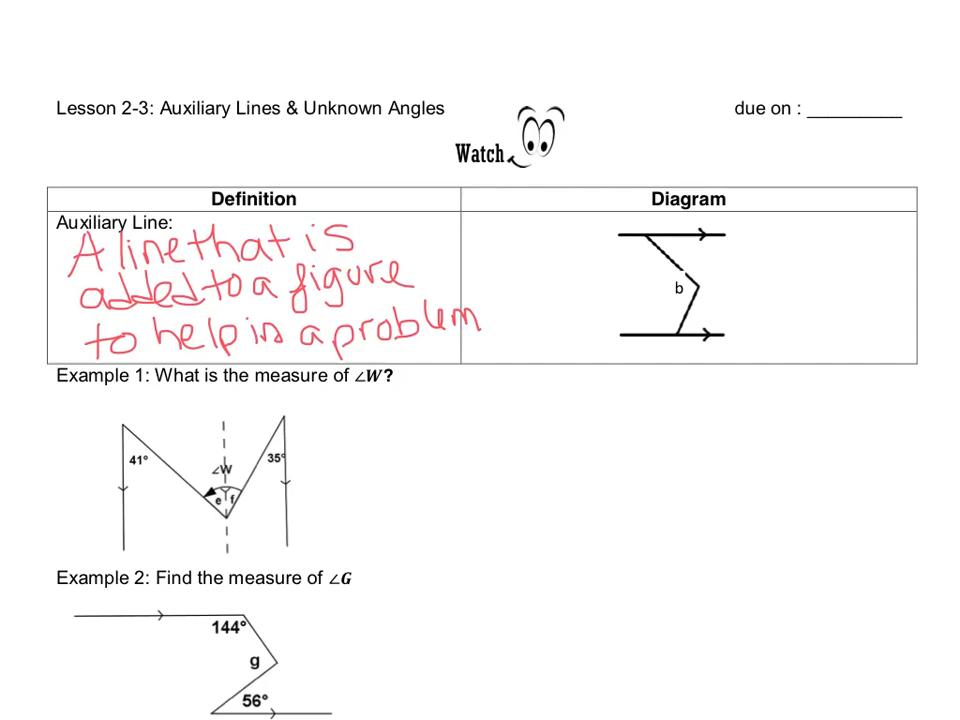 Lesson 2-3: Auxiliary Lines & Unknown Angles
due on : _________
Watch
Definition
Diagram
Auxiliary Line:
A line that is
added to a figure
to help in a problem
b
Example 1: What is the measure of ∠W?
41°
∠W
35°
e f
Example 2: Find the measure of ∠G
144°
g
56°